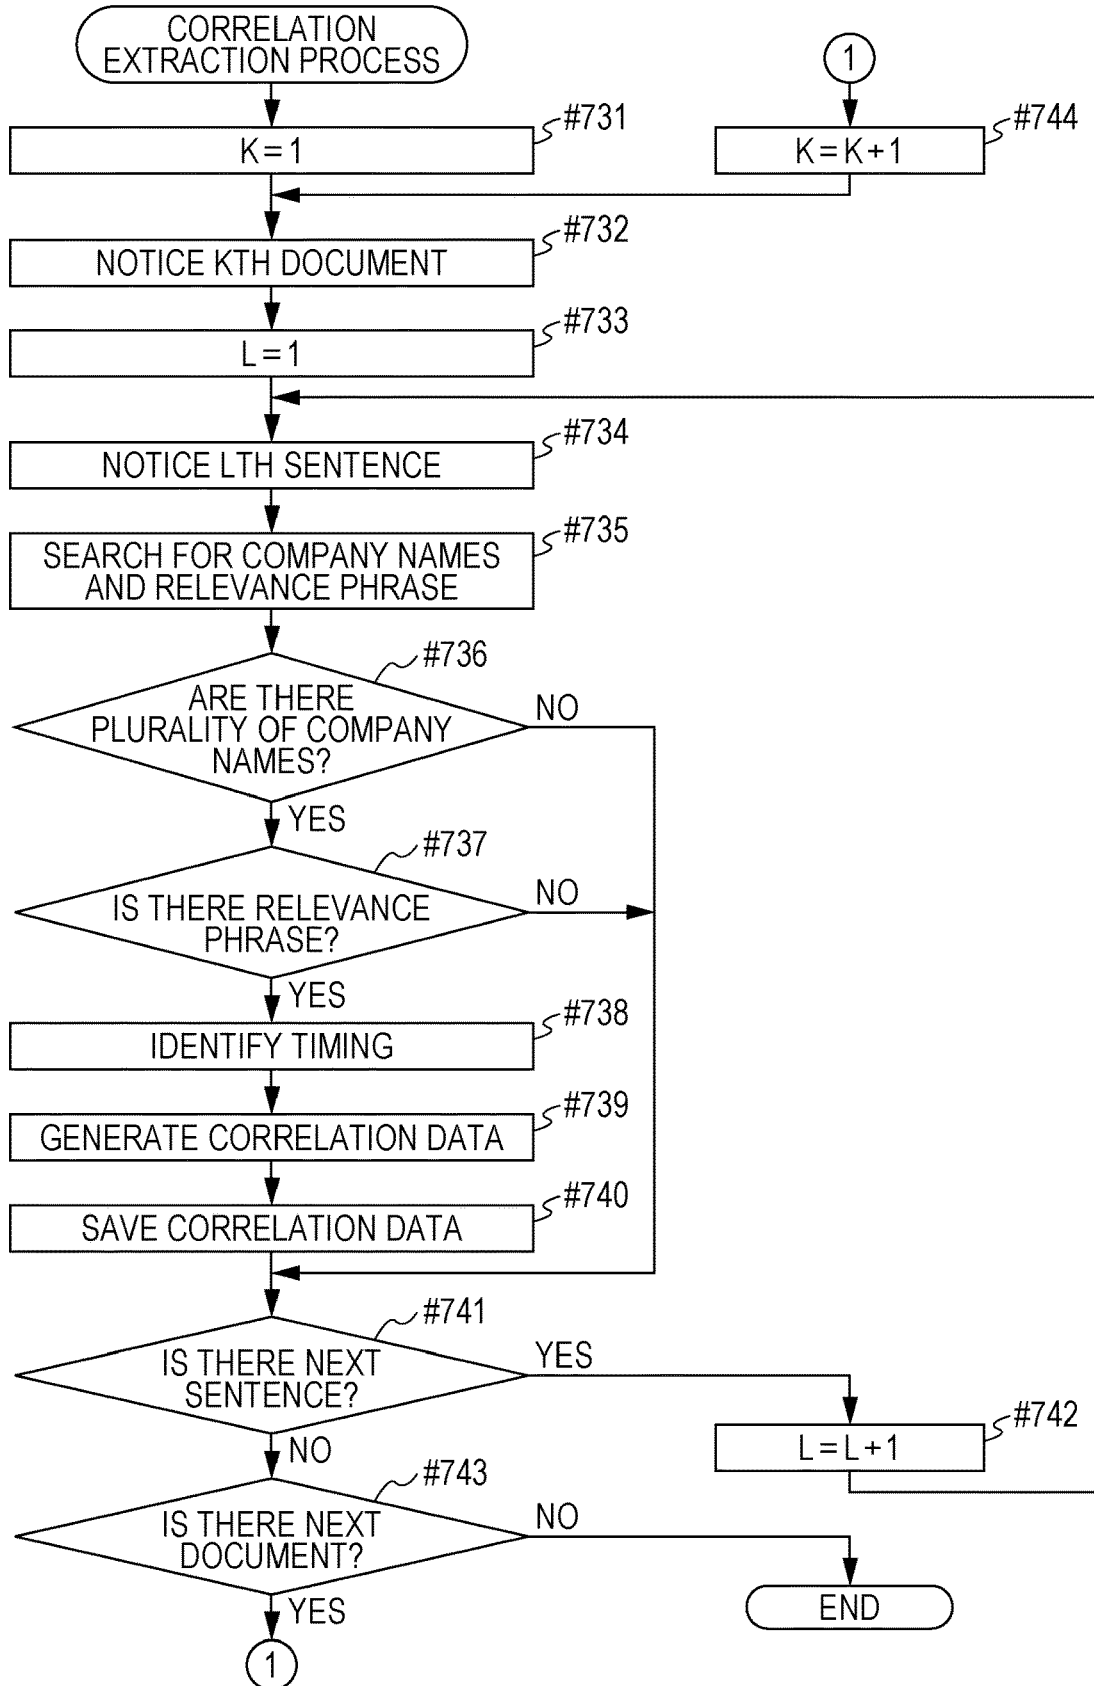 CORRELATION
EXTRACTION PROCESS
1
#731
K=1
#744
K=K+1
#732
NOTICE KTH DOCUMENT
#733
L=1
#734
NOTICE LTH SENTENCE
#735
SEARCH FOR COMPANY NAMES
AND RELEVANCE PHRASE
#736
ARE THERE
PLURALITY OF COMPANY
NAMES?
NO
YES
#737
IS THERE RELEVANCE
PHRASE?
NO
YES
#738
IDENTIFY TIMING
#739
GENERATE CORRELATION DATA
#740
SAVE CORRELATION DATA
#741
IS THERE NEXT
SENTENCE?
YES
#742
L=L+1
NO
#743
IS THERE NEXT
DOCUMENT?
NO
END
YES
1